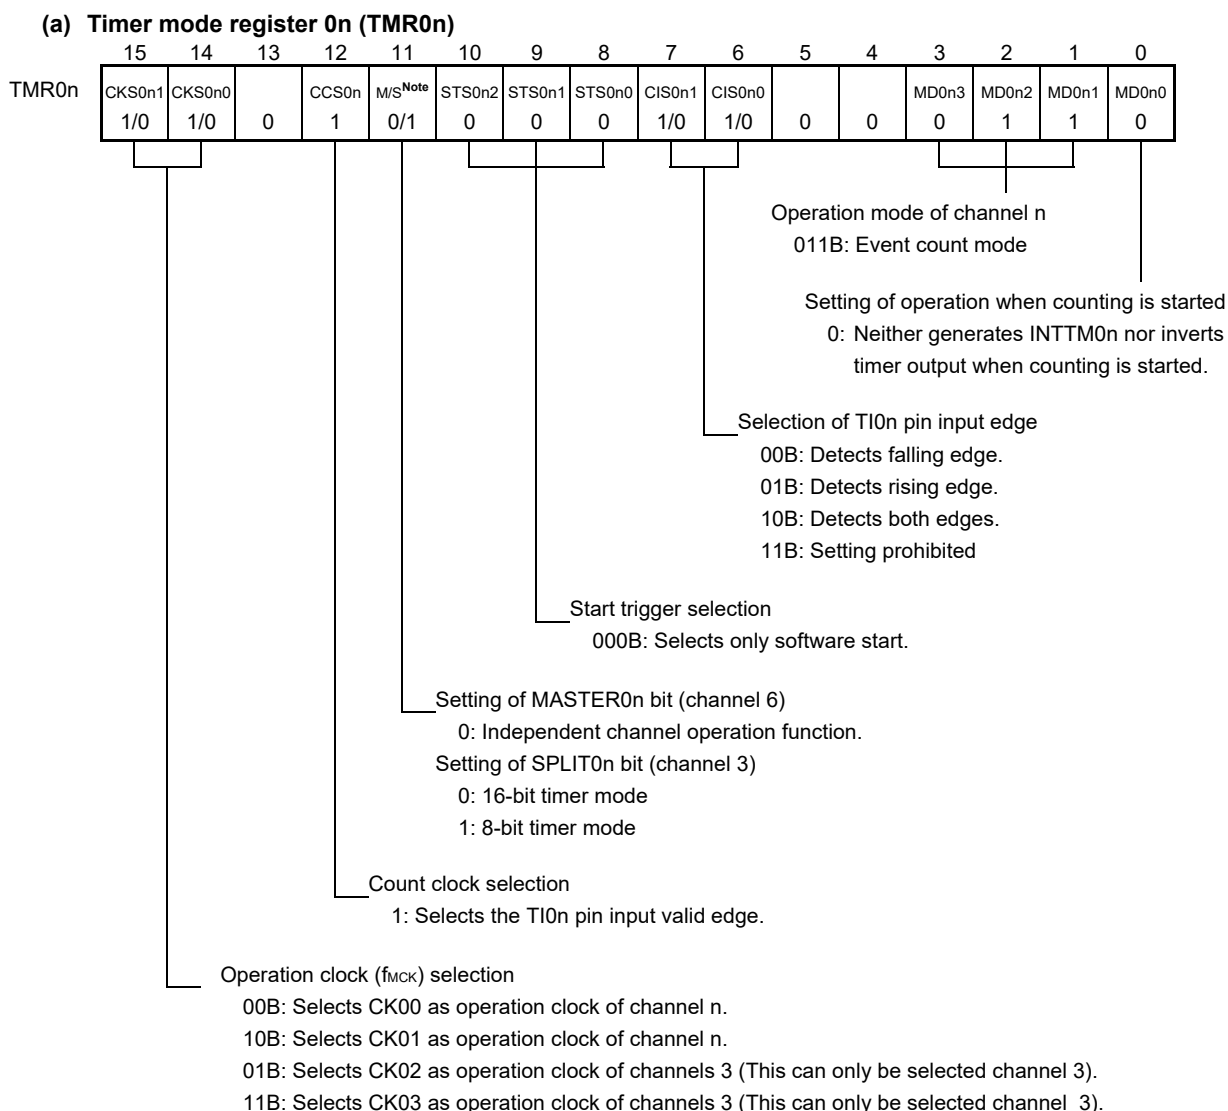 (a) Timer mode register 0n (TMR0n)
15 14 13 12 11 10 9 8 7 6 5 4 3 2 1 0
TMR0n CKS0n1 CKS0n0 CCS0n M/SNote STS0n2 STS0n1 STS0n0 CIS0n1 CIS0n0 MD0n3 MD0n2 MD0n1 MD0n0
1/0 1/0 0 1 0/1 0 0 0 1/0 1/0 0 0 0 1 1 0
Operation mode of channel n
011B: Event count mode
Setting of operation when counting is started
0: Neither generates INTTM0n nor inverts
timer output when counting is started.
Selection of TI0n pin input edge
00B: Detects falling edge.
01B: Detects rising edge.
10B: Detects both edges.
11B: Setting prohibited
Start trigger selection
000B: Selects only software start.
Setting of MASTER0n bit (channel 6)
0: Independent channel operation function.
Setting of SPLIT0n bit (channel 3)
0: 16-bit timer mode
1: 8-bit timer mode
Count clock selection
1: Selects the TI0n pin input valid edge.
Operation clock (fMCK) selection
00B: Selects CK00 as operation clock of channel n.
10B: Selects CK01 as operation clock of channel n.
01B: Selects CK02 as operation clock of channels 3 (This can only be selected channel 3).
11B: Selects CK03 as operation clock of channels 3 (This can only be selected channel 3).